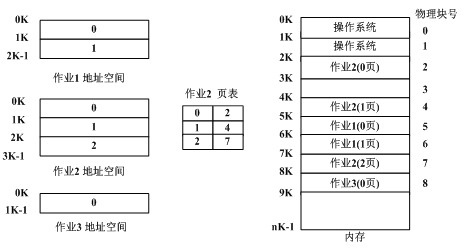 0K
0
1K
1
2K-1
作业1 地址空间
0K
0
1K
1
2K
2
3K-1
作业2 地址空间
0K
0
1K-1
作业3 地址空间
作业2 页表
0 2
1 4
2 7
物理块号
0K
操作系统 0
1K
操作系统 1
2K
作业2(0页) 2
3K
3
4K
作业2(1页) 4
5K
作业1(0页) 5
6K
作业1(1页) 6
7K
作业2(2页) 7
8K
作业3(0页) 8
9K
nK-1
内存